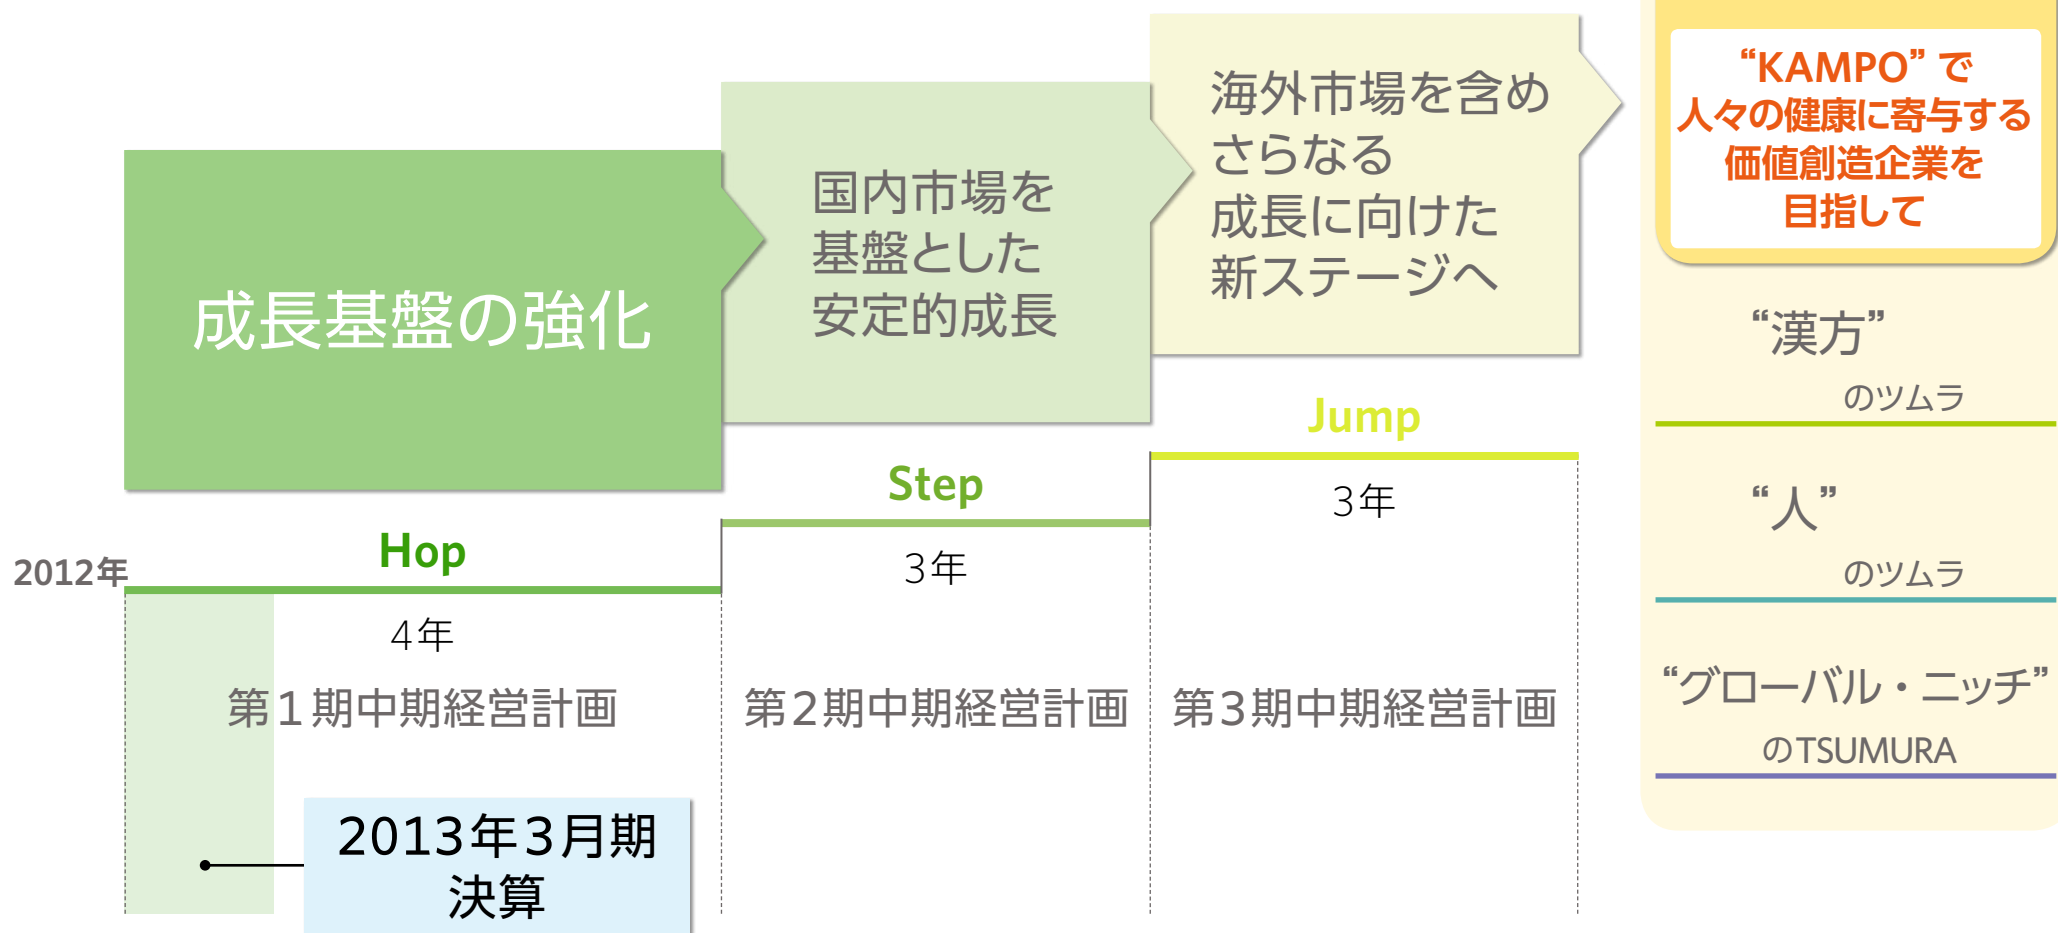 成長基盤の強化
国内市場を
基盤とした
安定的成長
海外市場を含め
さらなる
成長に向けた
新ステージへ
2012年
Hop
4年
第1期中期経営計画
2013年3月期
決算
Step
3年
第2期中期経営計画
Jump
3年
第3期中期経営計画
“KAMPO”で
人々の健康に寄与する
価値創造企業を
目指して
“漢方”
のツムラ
“人”
のツムラ
“グローバル・ニッチ”
のTSUMURA